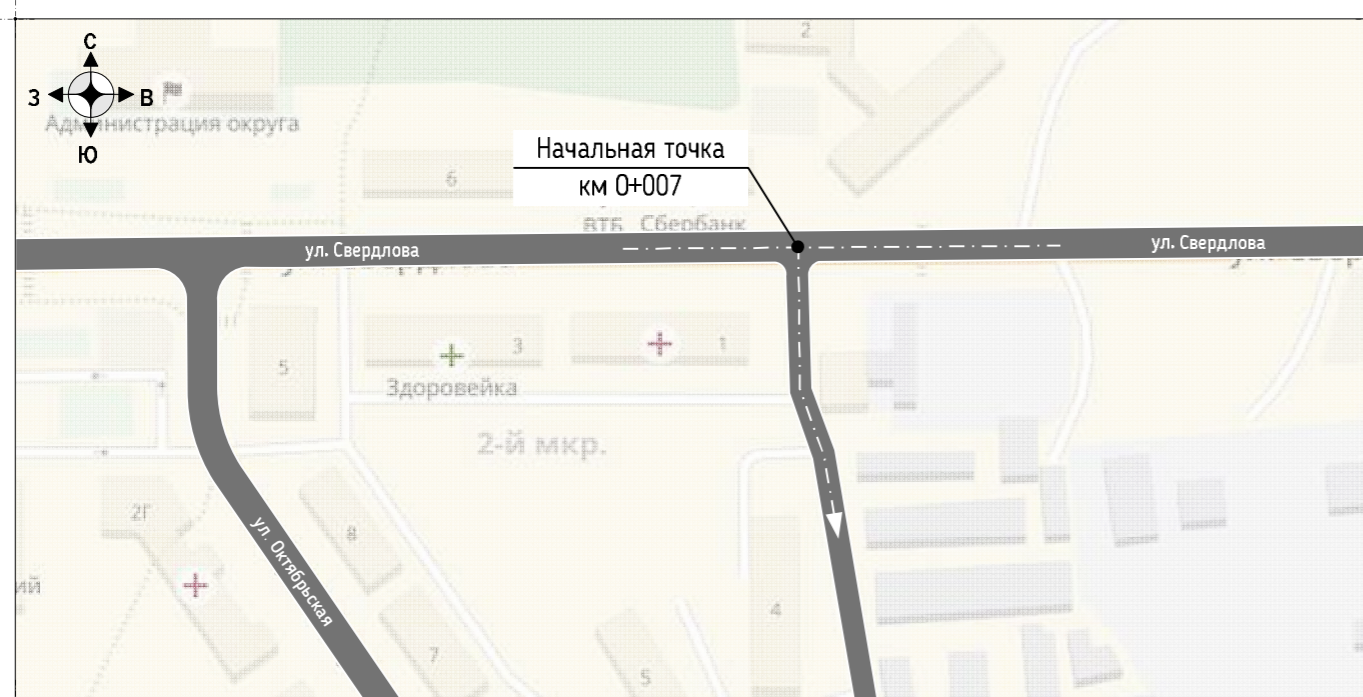 С
З
В
Ю
Администрация округа
2
6
Начальная точка
км 0+007
ВТБ Сбербанк
ул. Свердлова
ул. Свердлова
5
3
1
Здоровейка
2-й мкр.
2Г
8
ул. Октябрьская
ий
7
5
4